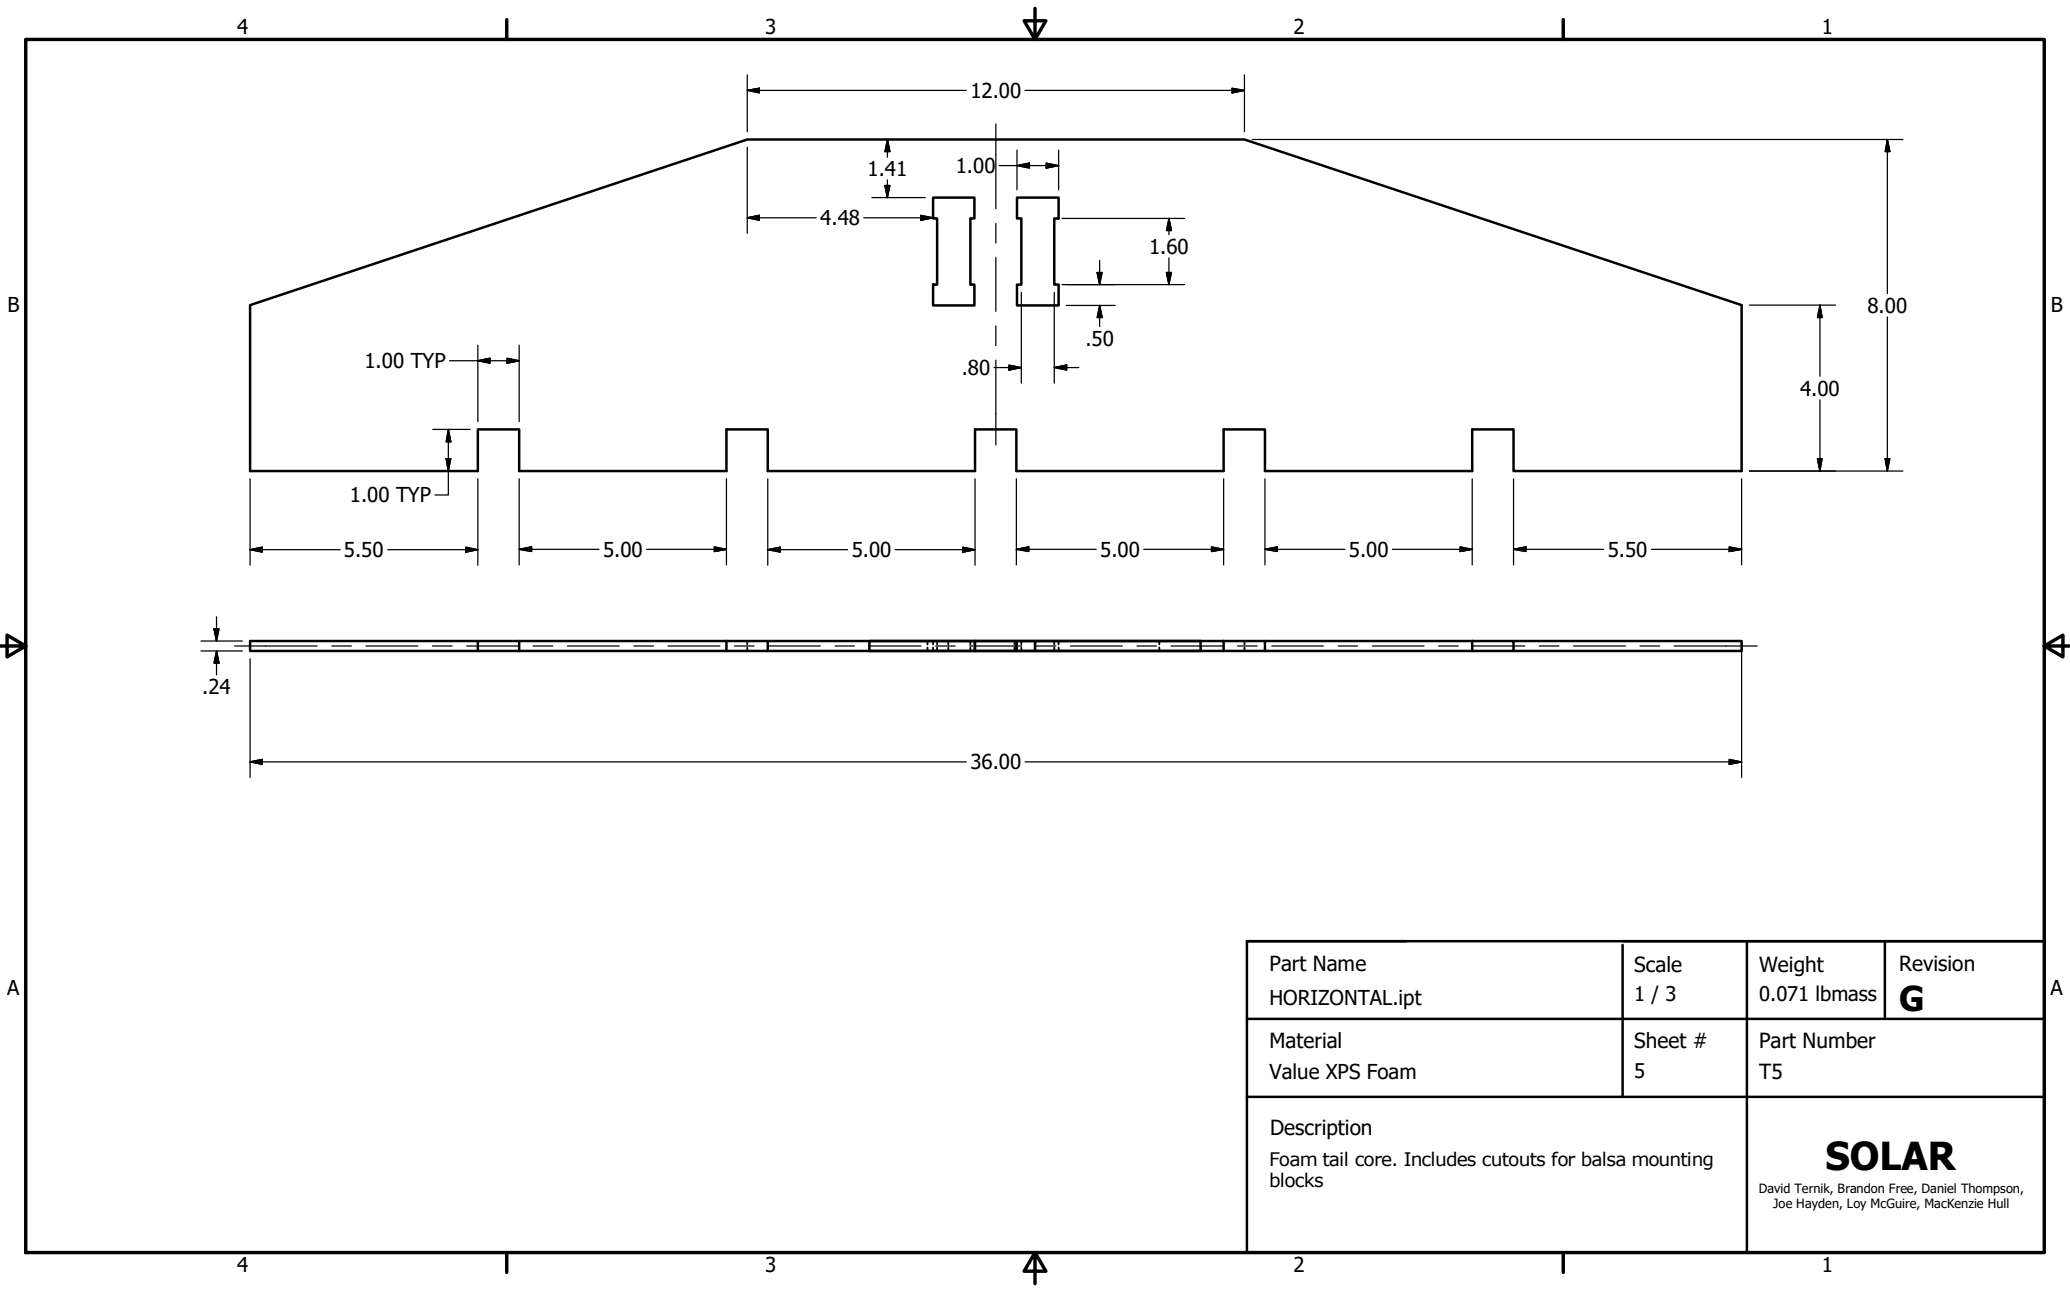 4 3 2 1
12.00
1.41
1.00
4.48
1.60
B
B
8.00
.50
1.00 TYP
.80
4.00
1.00 TYP
5.50 5.00 5.00 5.00 5.00 5.50
.24
36.00
A
A
Part Name
HORIZONTAL.ipt
Scale
1 / 3
Weight
0.071 lbmass
Revision
G
Material
Value XPS Foam
Sheet #
5
Part Number
T5
Description
Foam tail core. Includes cutouts for balsa mounting
blocks
SOLAR
David Ternik, Brandon Free, Daniel Thompson,
Joe Hayden, Loy McGuire, MacKenzie Hull
4 3 2 1